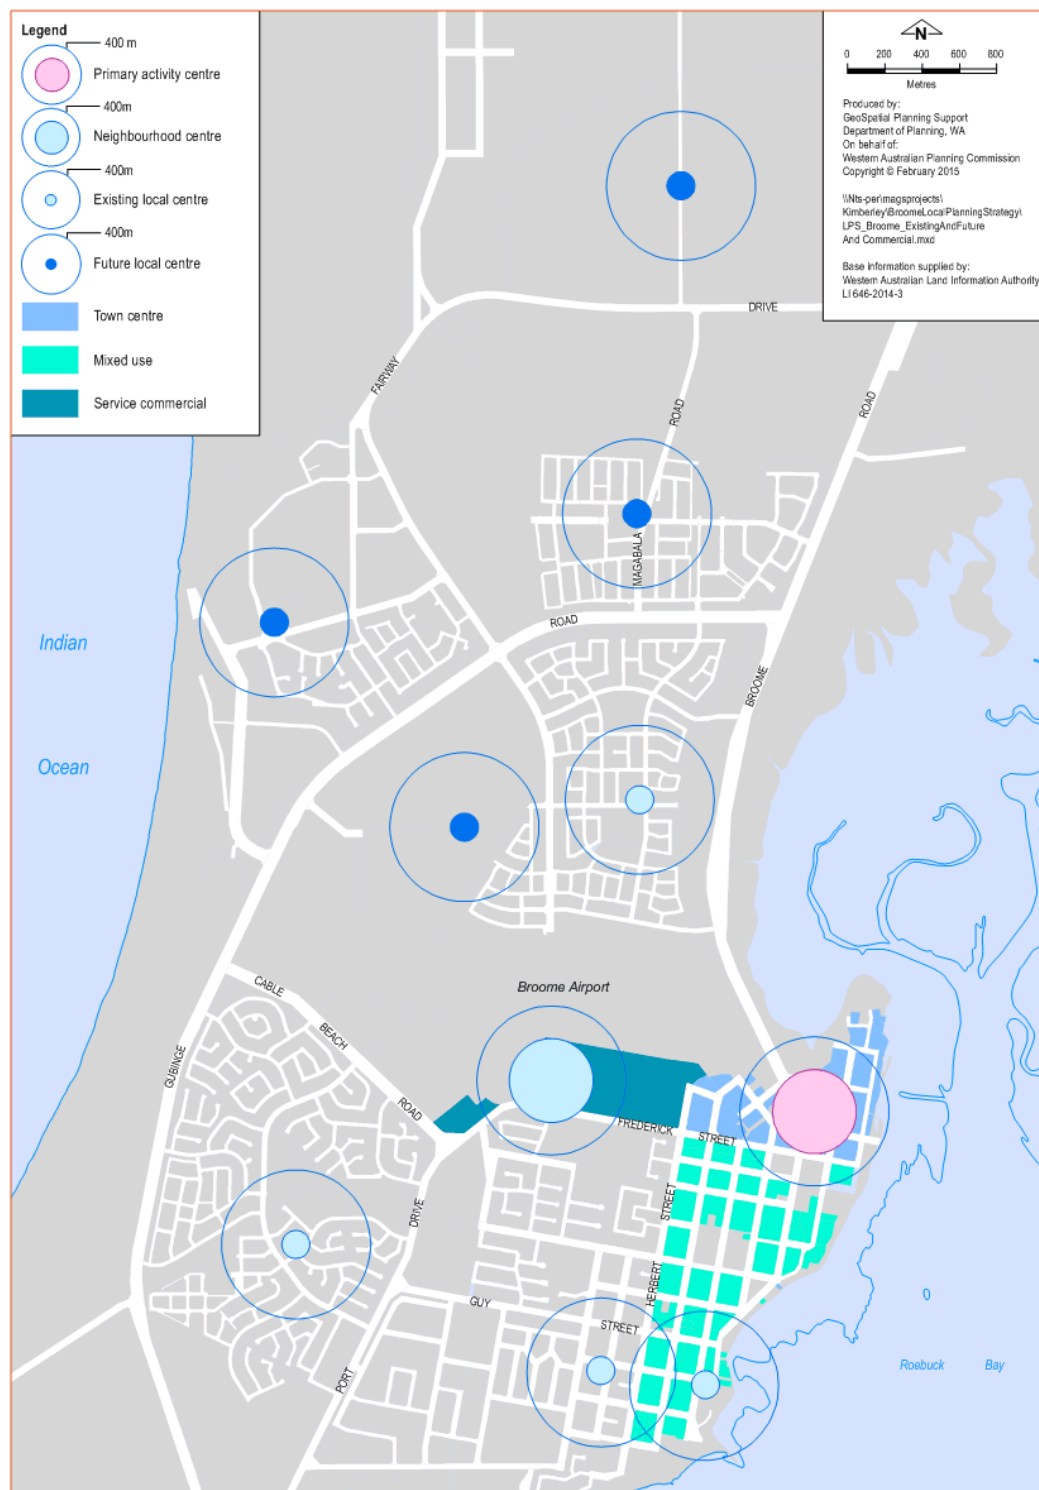 Legend
400 m
Primary activity centre
400m
Neighbourhood centre
400m
Existing local centre
400m
Future local centre
Town centre
Mixed use
Service commercial
N
0 200 400 600 800
Metres
Produced by:
GeoSpatial Planning Support
Department of Planning, WA
On behalf of:
Western Australian Planning Commission
Copyright © February 2015
\\Nts-per\magsprojects\
Kimberley\BroomeLocalPlanningStrategy\
LPS_Broome_ExistingAndFuture
And Commercial.mxd
Base information supplied by:
Western Australian Land Information Authority
LI 646-2014-3
DRIVE
FAIRWAY
ROAD
ROAD
MAGABALA
ROAD
BROOME
Indian
Ocean
Broome Airport
CABLE
BEACH
ROAD
GUBINGE
FREDERICK
STREET
STREET
HERBERT
DRIVE
GUY
STREET
PORT
Roebuck Bay